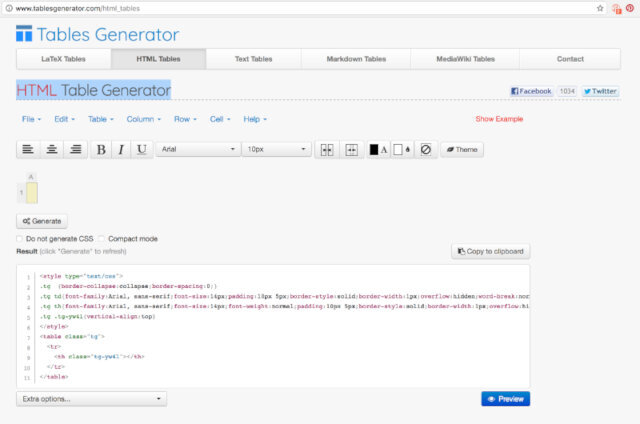 www.tablesgenerator.com/html_tables
Tables Generator
LaTeX Tables HTML Tables Text Tables Markdown Tables MediaWiki Tables Contact
HTML Table Generator
Facebook 1034 Twitter
File Edit Table Column Row Cell Help Show Example
B I U Arial 10px A Theme
A
1
Generate
Do not generate CSS Compact mode
Result (click "Generate" to refresh) Copy to clipboard
1 <style type="text/css">
2 .tg {border-collapse:collapse;border-spacing:0;}
3 .tg td{font-family:Arial, sans-serif;font-size:14px;padding:10px 5px;border-style:solid;border-width:1px;overflow:hidden;word-break:nor
4 .tg th{font-family:Arial, sans-serif;font-size:14px;font-weight:normal;padding:10px 5px;border-style:solid;border-width:1px;overflow:hi
5 .tg .tg-yw4l{vertical-align:top}
6 </style>
7 <table class="tg">
8 <tr>
9 <th class="tg-yw4l"></th>
10 </tr>
11 </table>
Extra options... Preview